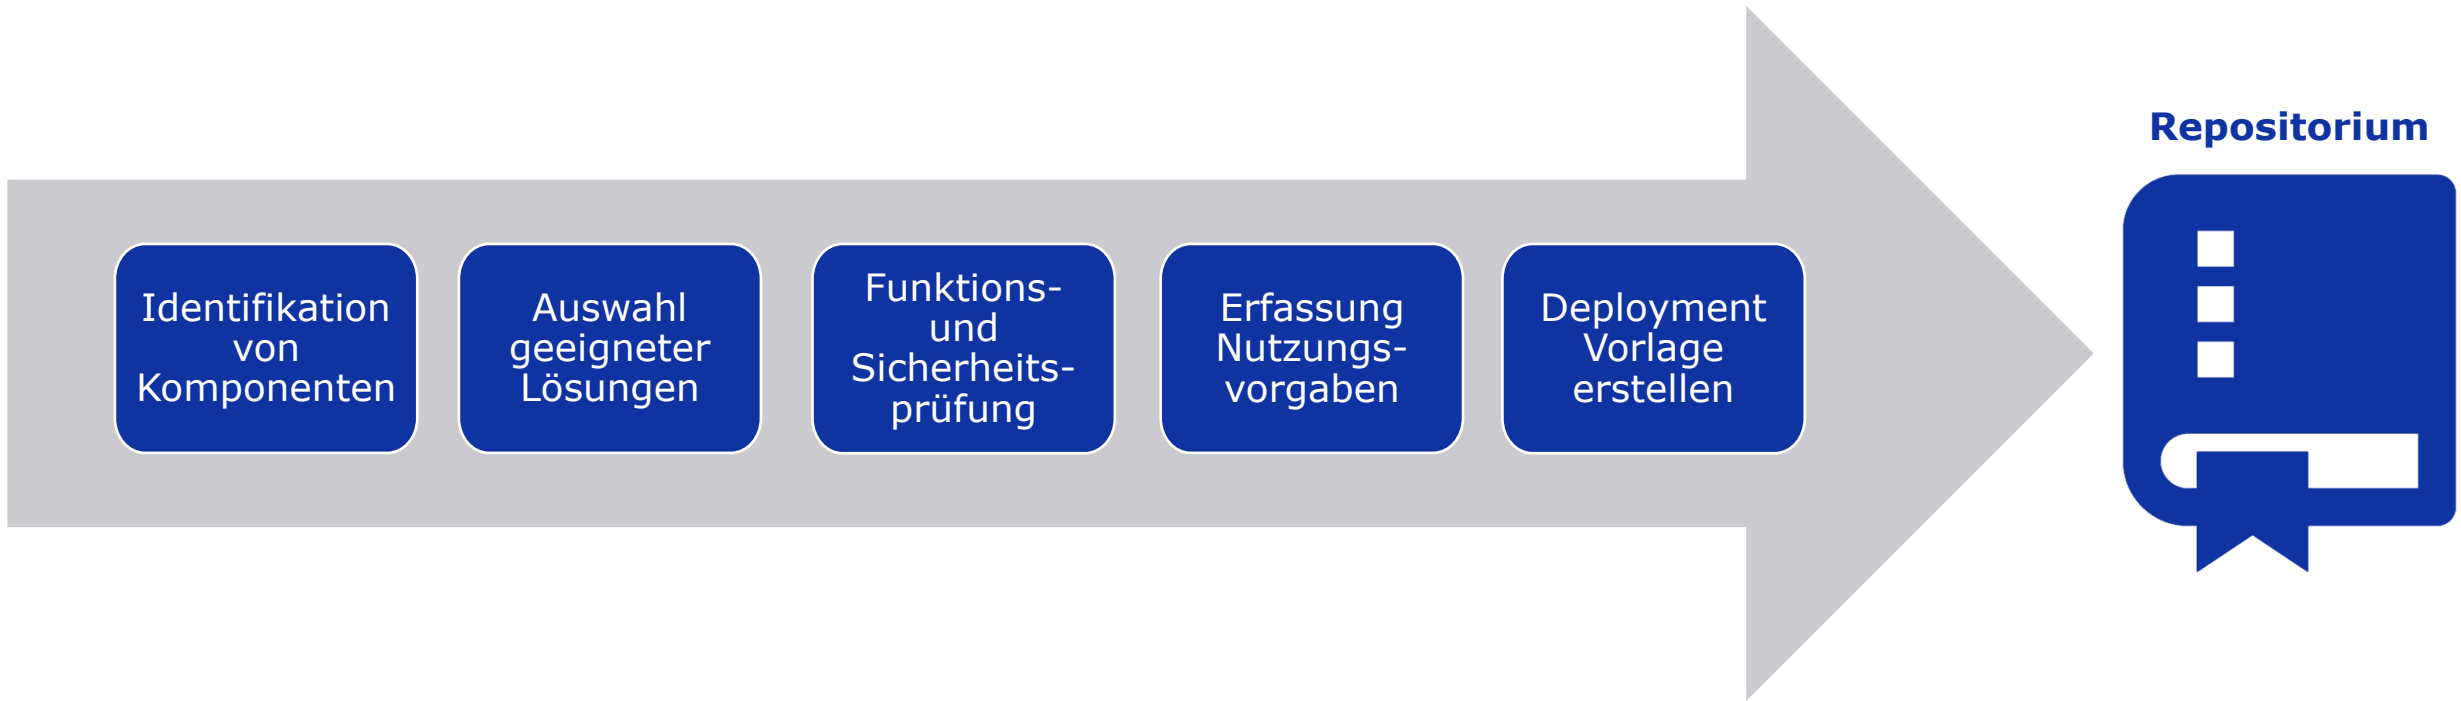 Repositorium
Identifikation
von
Komponenten
Auswahl
geeigneter
Lösungen
Funktions-
und
Sicherheits-
prüfung
Erfassung
Nutzungs-
vorgaben
Deployment
Vorlage
erstellen